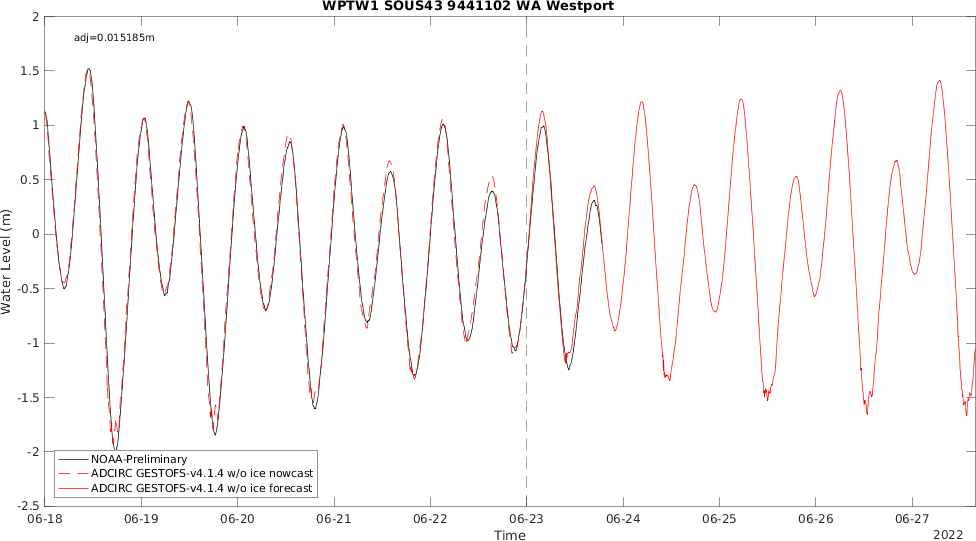 WPTW1 SOUS43 9441102 WA Westport
adj=0.015185m
2
1.5
1
0.5
0
-0.5
-1
-1.5
-2
-2.5
Water Level (m)
NOAA-Preliminary
ADCIRC GESTOFS-v4.1.4 w/o ice nowcast
ADCIRC GESTOFS-v4.1.4 w/o ice forecast
06-18 06-19 06-20 06-21 06-22 06-23 06-24 06-25 06-26 06-27
Time
2022